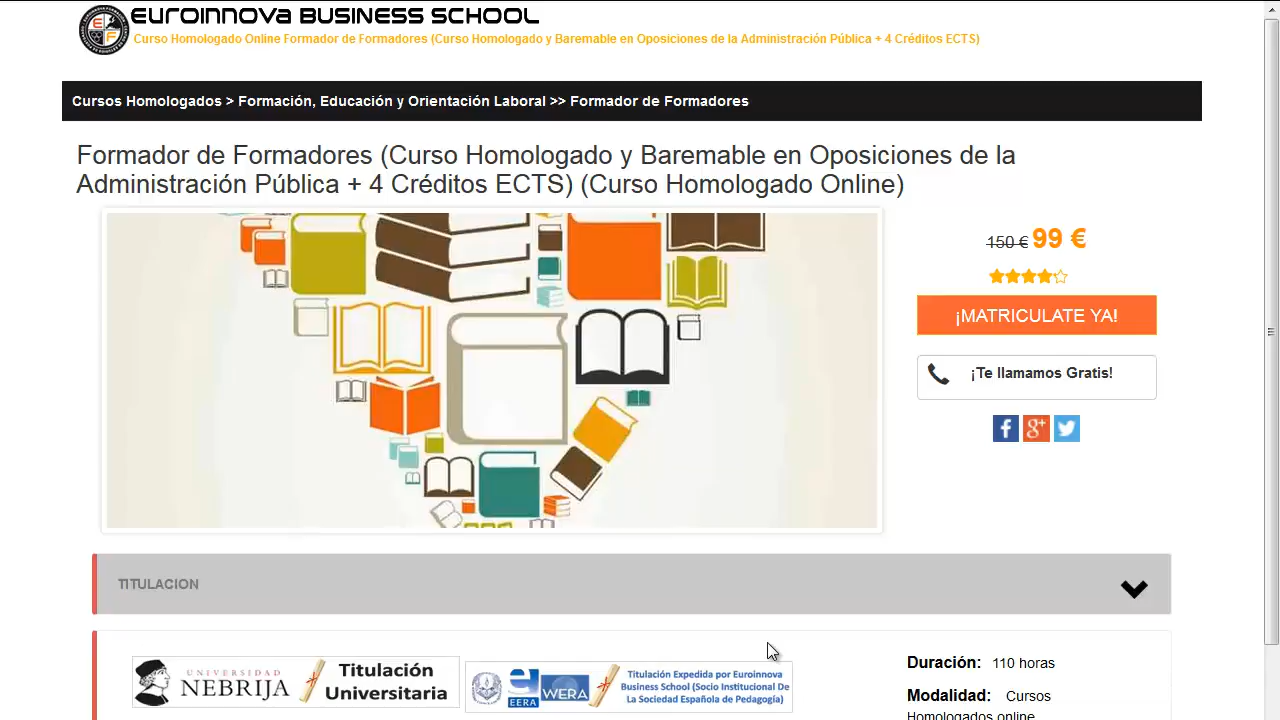 EUROINNOVA BUSINESS SCHOOL
Curso Homologado Online Formador de Formadores (Curso Homologado y Baremable en Oposiciones de la Administración Pública + 4 Créditos ECTS)
Cursos Homologados > Formación, Educación y Orientación Laboral >> Formador de Formadores
Formador de Formadores (Curso Homologado y Baremable en Oposiciones de la
Administración Pública + 4 Créditos ECTS) (Curso Homologado Online)
150 € 99 €
¡MATRICULATE YA!
¡Te llamamos Gratis!
TITULACION
UNIVERSIDAD
NEBRIJA
Titulación
Universitaria
EERA
WERA
Titulación Expedida por Euroinnova
Business School (Socio Institucional De
La Sociedad Española de Pedagogía)
Duración: 110 horas
Modalidad: Cursos
Homologados online